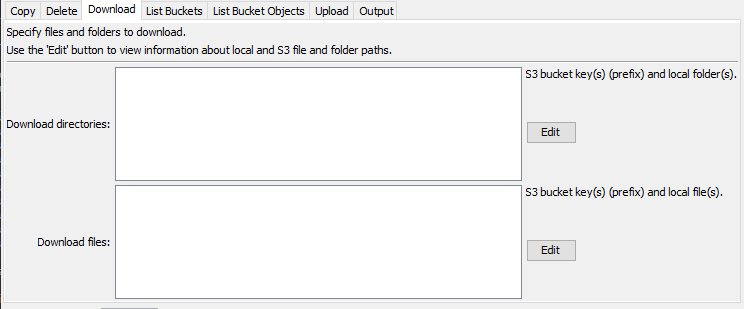 Copy Delete Download List Buckets List Bucket Objects Upload Output
Specify files and folders to download.
Use the 'Edit' button to view information about local and S3 file and folder paths.
S3 bucket key(s) (prefix) and local folder(s).
Download directories:
Edit
S3 bucket key(s) (prefix) and local file(s).
Download files:
Edit